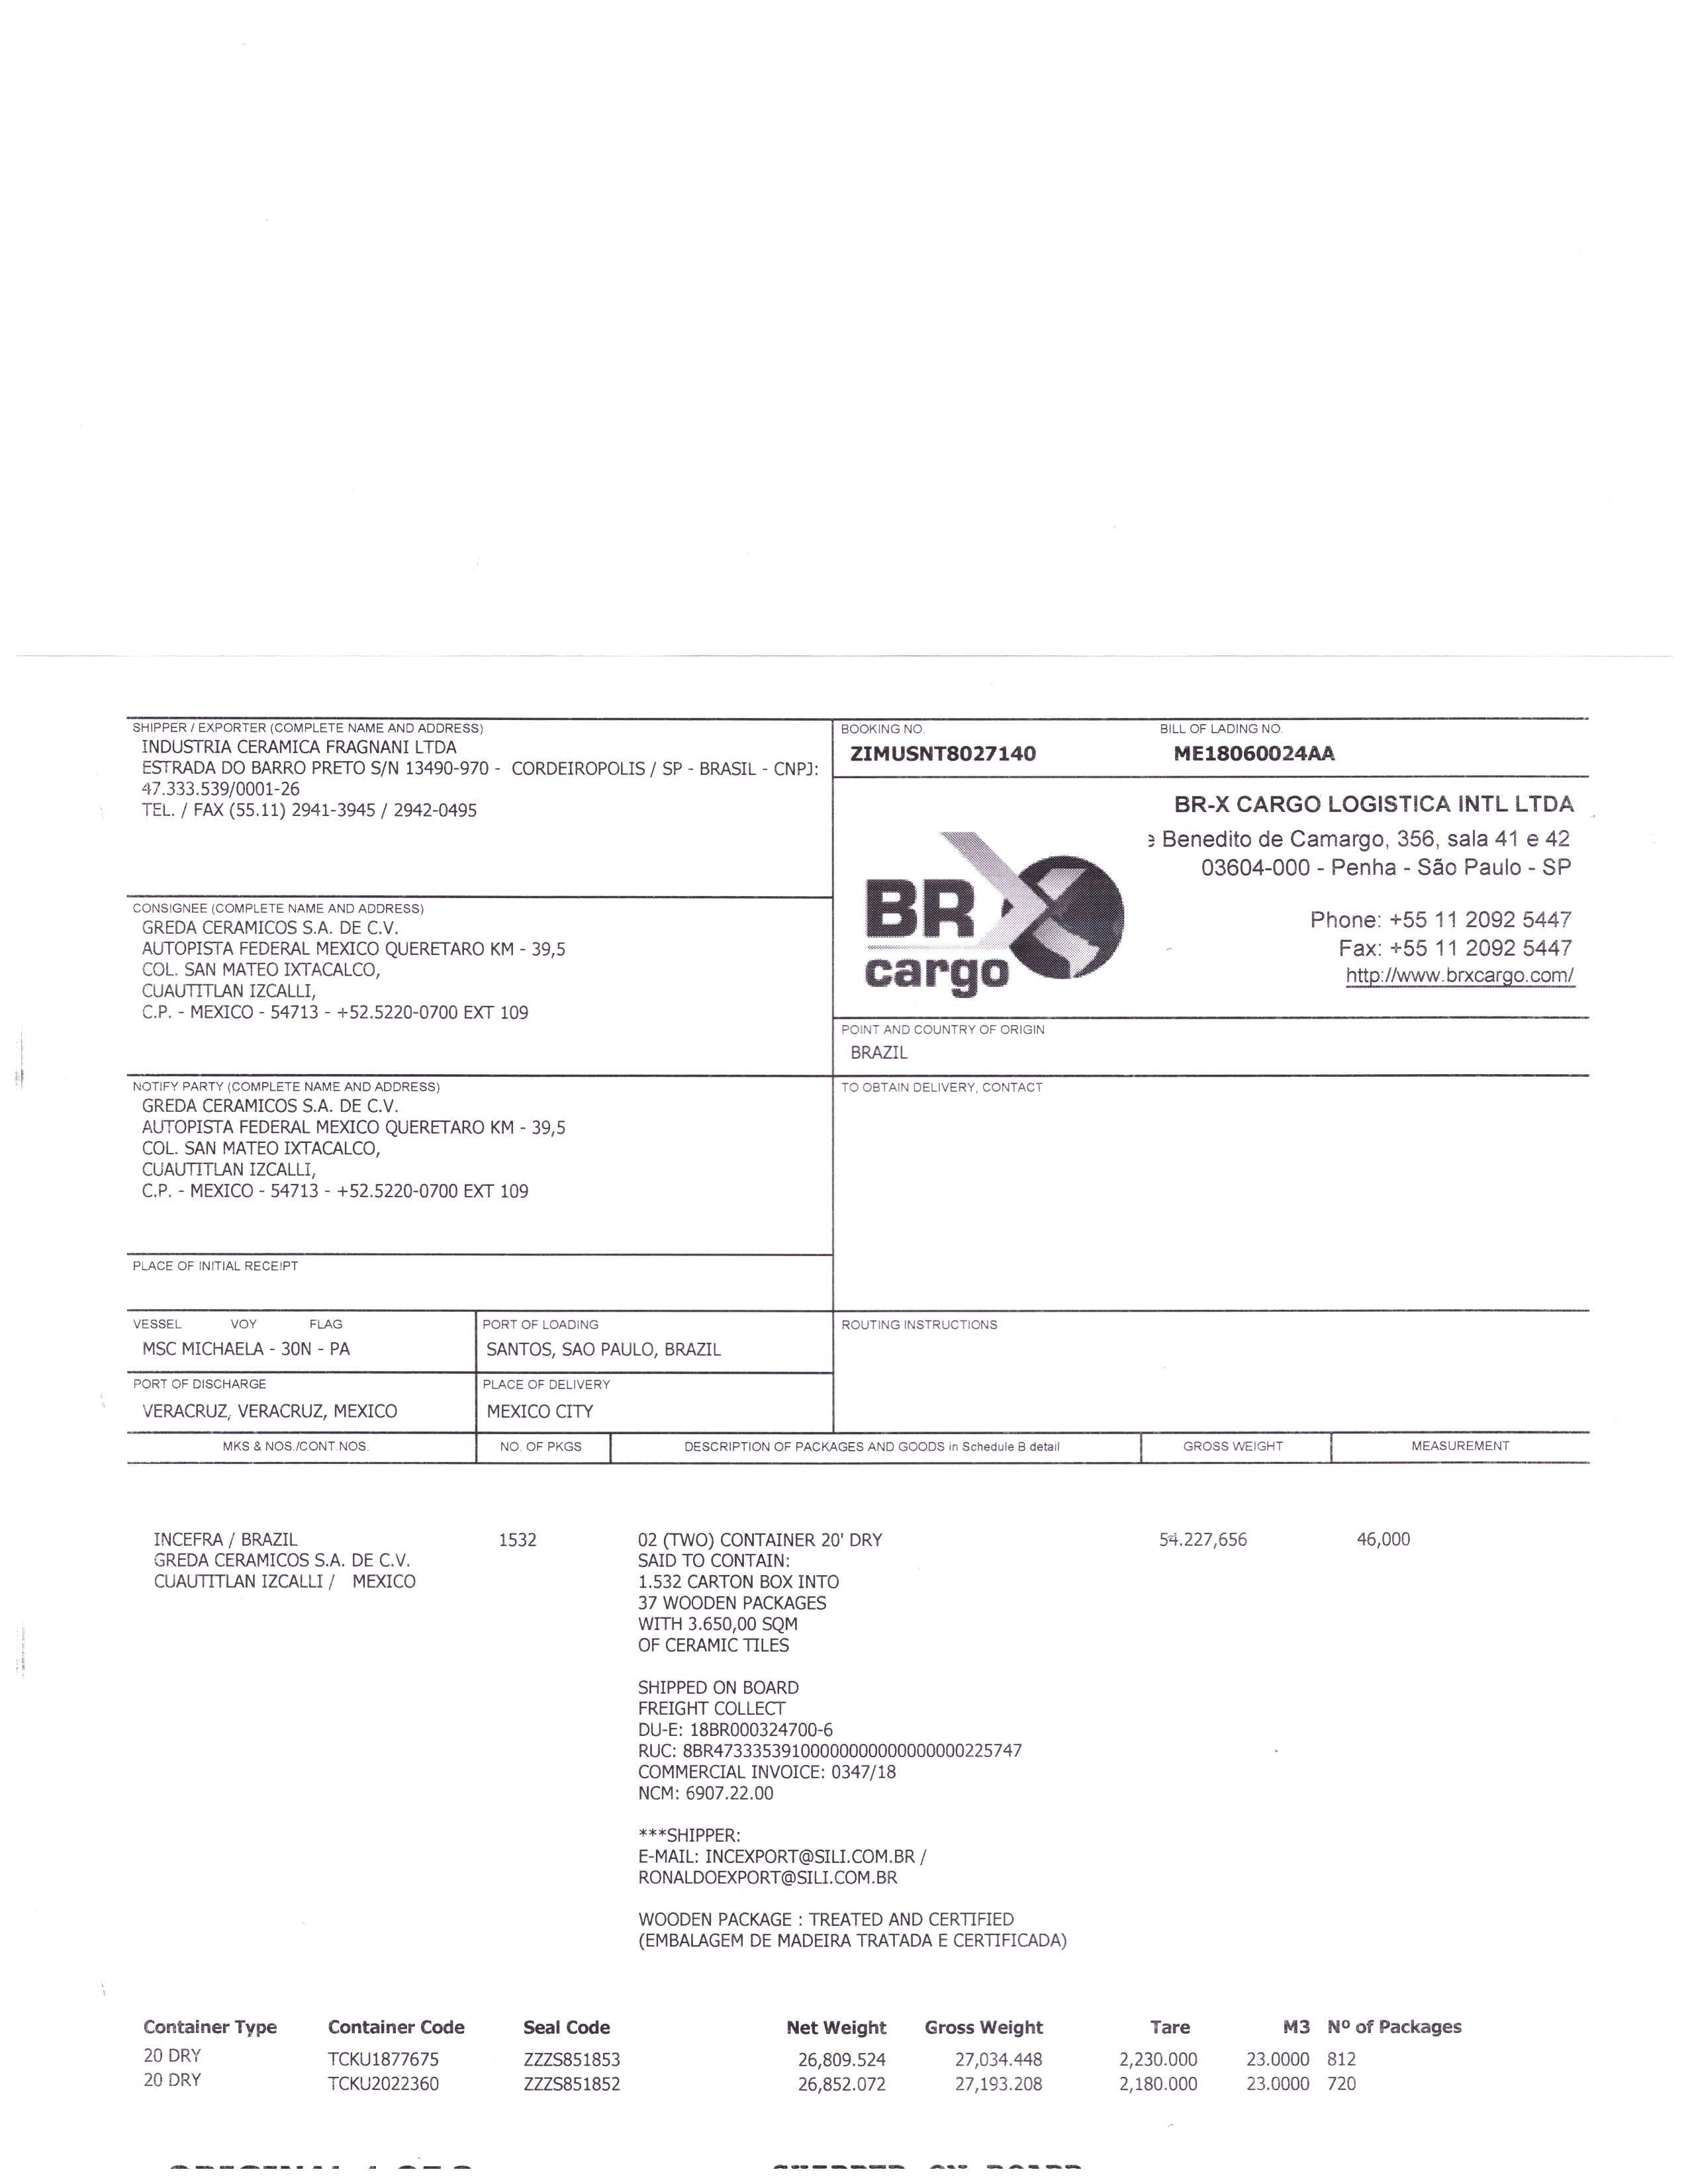 SHIPPER / EXPORTER (COMPLETE NAME AND ADDRESS)
INDUSTRIA CERAMICA FRAGNANI LTDA
ESTRADA DO BARRO PRETO S/N 13490-970 - CORDEIROPOLIS / SP - BRASIL - CNPJ:
47.333.539/0001-26
TEL. / FAX (55.11) 2941-3945 / 2942-0495
BOOKING NO.
ZIMUSNT8027140
BILL OF LADING NO.
ME18060024AA
BR-X CARGO LOGISTICA INTL LTDA
Benedito de Camargo, 356, sala 41 e 42
03604-000 - Penha - São Paulo - SP
Phone: +55 11 2092 5447
Fax: +55 11 2092 5447
http://www.brxcargo.com/
BRX
cargo
CONSIGNEE (COMPLETE NAME AND ADDRESS)
GREDA CERAMICOS S.A. DE C.V.
AUTOPISTA FEDERAL MEXICO QUERETARO KM - 39,5
COL. SAN MATEO IXTACALCO,
CUAUTITLAN IZCALLI,
C.P. - MEXICO - 54713 - +52.5220-0700 EXT 109
POINT AND COUNTRY OF ORIGIN
BRAZIL
NOTIFY PARTY (COMPLETE NAME AND ADDRESS)
GREDA CERAMICOS S.A. DE C.V.
AUTOPISTA FEDERAL MEXICO QUERETARO KM - 39,5
COL. SAN MATEO IXTACALCO,
CUAUTITLAN IZCALLI,
C.P. - MEXICO - 54713 - +52.5220-0700 EXT 109
TO OBTAIN DELIVERY, CONTACT
PLACE OF INITIAL RECEIPT
VESSEL VOY FLAG
MSC MICHAELA - 30N - PA
PORT OF LOADING
SANTOS, SAO PAULO, BRAZIL
ROUTING INSTRUCTIONS
PORT OF DISCHARGE
VERACRUZ, VERACRUZ, MEXICO
PLACE OF DELIVERY
MEXICO CITY
MKS & NOS./CONT.NOS. NO. OF PKGS DESCRIPTION OF PACKAGES AND GOODS in Schedule B detail GROSS WEIGHT MEASUREMENT
INCEFRA / BRAZIL 1532 02 (TWO) CONTAINER 20' DRY 54.227,656 46,000
GREDA CERAMICOS S.A. DE C.V. SAID TO CONTAIN:
CUAUTITLAN IZCALLI / MEXICO 1.532 CARTON BOX INTO
37 WOODEN PACKAGES
WITH 3.650,00 SQM
OF CERAMIC TILES
SHIPPED ON BOARD
FREIGHT COLLECT
DU-E: 18BR000324700-6
RUC: 8BR47333539100000000000000000225747
COMMERCIAL INVOICE: 0347/18
NCM: 6907.22.00
***SHIPPER:
E-MAIL: INCEXPORT@SILI.COM.BR /
RONALDOEXPORT@SILI.COM.BR
WOODEN PACKAGE : TREATED AND CERTIFIED
(EMBALAGEM DE MADEIRA TRATADA E CERTIFICADA)
Container Type Container Code Seal Code Net Weight Gross Weight Tare M3 Nº of Packages
20 DRY TCKU1877675 ZZZS851853 26,809.524 27,034.448 2,230.000 23.0000 812
20 DRY TCKU2022360 ZZZS851852 26,852.072 27,193.208 2,180.000 23.0000 720